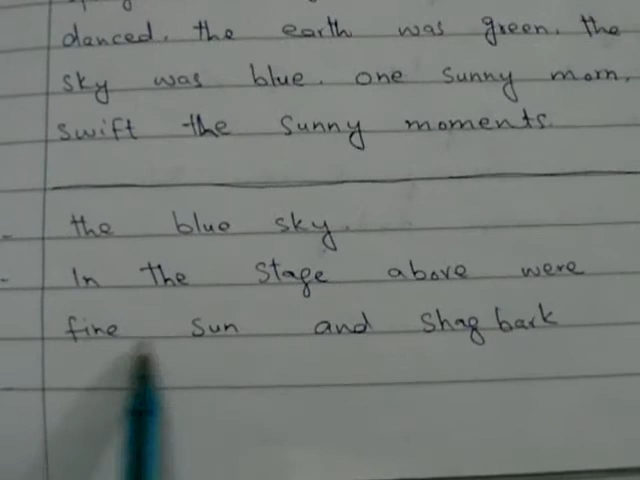 danced. the earth was green. the
sky was blue. one sunny morn,
swift the sunny moments.
the blue sky.
In the stage above were
fine sun and shag bark